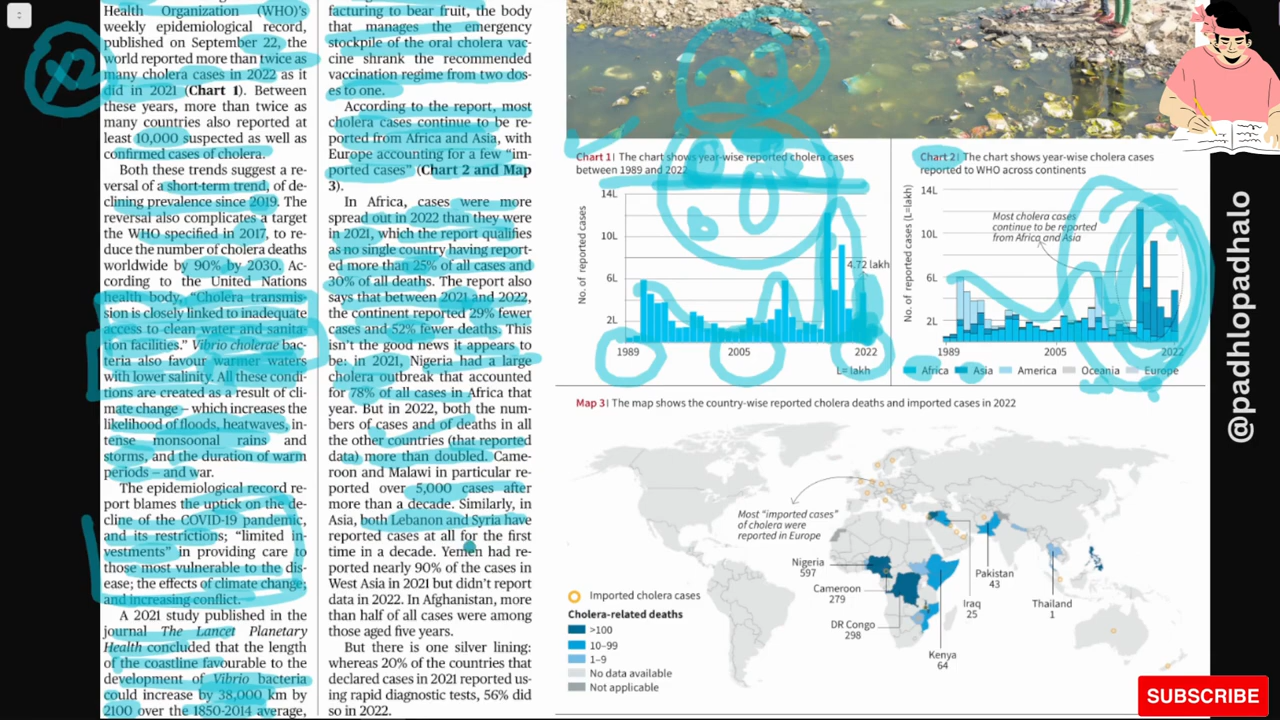 Health Organization (WHO)'s
weekly epidemiological record,
published on September 22, the
world reported more than twice as
many cholera cases in 2022 as it
did in 2021 (Chart 1). Between
these years, more than twice as
many countries also reported at
least 10,000 suspected as well as
confirmed cases of cholera.
Both these trends suggest a re-
versal of a short-term trend, of de-
clining prevalence since 2019. The
reversal also complicates a target
the WHO specified in 2017, to re-
duce the number of cholera deaths
worldwide by 90% by 2030. Ac-
cording to the United Nations
health body, “Cholera transmis-
sion is closely linked to inadequate
access to clean water and sanita-
tion facilities.” Vibrio cholerae bac-
teria also favour warmer waters
with lower salinity. All these condi-
tions are created as a result of cli-
mate change – which increases the
likelihood of floods, heatwaves, in-
tense monsoonal rains and
storms, and the duration of warm
periods – and war.
The epidemiological record re-
port blames the uptick on the de-
cline of the COVID-19 pandemic,
and its restrictions; “limited in-
vestments” in providing care to
those most vulnerable to the dis-
ease; the effects of climate change;
and increasing conflict.
A 2021 study published in the
journal The Lancet Planetary
Health concluded that the length
of the coastline favourable to the
development of Vibrio bacteria
could increase by 38,000 km by
2100 over the 1850-2014 average,
facturing to bear fruit, the body
that manages the emergency
stockpile of the oral cholera vac-
cine shrank the recommended
vaccination regime from two dos-
es to one.
According to the report, most
cholera cases continue to be re-
ported from Africa and Asia, with
Europe accounting for a few “im-
ported cases” (Chart 2 and Map
3).
In Africa, cases were more
spread out in 2022 than they were
in 2021, which the report qualifies
as no single country having report-
ed more than 25% of all cases and
30% of all deaths. The report also
says that between 2021 and 2022,
the continent reported 29% fewer
cases and 52% fewer deaths. This
isn't the good news it appears to
be: in 2021, Nigeria had a large
cholera outbreak that accounted
for 78% of all cases in Africa that
year. But in 2022, both the num-
bers of cases and of deaths in all
the other countries (that reported
data) more than doubled. Came-
roon and Malawi in particular re-
ported over 5,000 cases after
more than a decade. Similarly, in
Asia, both Lebanon and Syria have
reported cases at all for the first
time in a decade. Yemen had re-
ported nearly 90% of the cases in
West Asia in 2021 but didn't report
data in 2022. In Afghanistan, more
than half of all cases were among
those aged five years.
But there is one silver lining:
whereas 20% of the countries that
declared cases in 2021 reported us-
ing rapid diagnostic tests, 56% did
so in 2022.
Chart 1 | The chart shows year-wise reported cholera cases
between 1989 and 2022
No. of reported cases
14L
10L
6L
2L
4.72 lakh
1989
2005
2022
L= lakh
Chart 2 | The chart shows year-wise cholera cases
reported to WHO across continents
No. of reported cases (L=lakh)
14L
10L
6L
2L
Most cholera cases
continue to be reported
from Africa and Asia
1989
2005
2022
Africa Asia America Oceania Europe
Map 3 | The map shows the country-wise reported cholera deaths and imported cases in 2022
Most “imported cases”
of cholera were
reported in Europe
Nigeria
597
Cameroon
279
DR Congo
298
Kenya
64
Iraq
25
Pakistan
43
Thailand
1
Imported cholera cases
Cholera-related deaths
>100
10–99
1–9
No data available
Not applicable
@padhlopadhalo
SUBSCRIBE